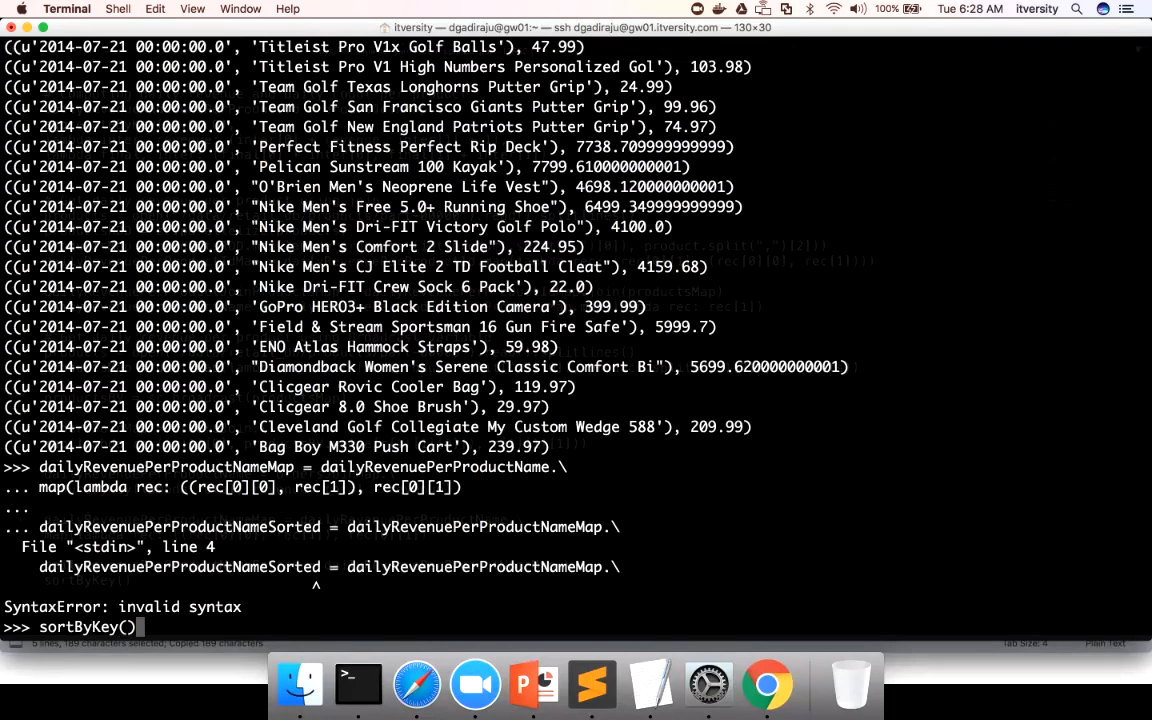 Terminal Shell Edit View Window Help 100% Tue 6:28 AM itversity
itversity — dgadiraju@gw01:~ — ssh dgadiraju@gw01.itversity.com — 130×30
((u'2014-07-21 00:00:00.0', 'Titleist Pro V1x Golf Balls'), 47.99)
((u'2014-07-21 00:00:00.0', 'Titleist Pro V1 High Numbers Personalized Gol'), 103.98)
((u'2014-07-21 00:00:00.0', 'Team Golf Texas Longhorns Putter Grip'), 24.99)
((u'2014-07-21 00:00:00.0', 'Team Golf San Francisco Giants Putter Grip'), 99.96)
((u'2014-07-21 00:00:00.0', 'Team Golf New England Patriots Putter Grip'), 74.97)
((u'2014-07-21 00:00:00.0', 'Perfect Fitness Perfect Rip Deck'), 7738.709999999999)
((u'2014-07-21 00:00:00.0', 'Pelican Sunstream 100 Kayak'), 7799.610000000001)
((u'2014-07-21 00:00:00.0', "O'Brien Men's Neoprene Life Vest"), 4698.120000000001)
((u'2014-07-21 00:00:00.0', "Nike Men's Free 5.0+ Running Shoe"), 6499.349999999999)
((u'2014-07-21 00:00:00.0', "Nike Men's Dri-FIT Victory Golf Polo"), 4100.0)
((u'2014-07-21 00:00:00.0', "Nike Men's Comfort 2 Slide"), 224.95)
((u'2014-07-21 00:00:00.0', "Nike Men's CJ Elite 2 TD Football Cleat"), 4159.68)
((u'2014-07-21 00:00:00.0', 'Nike Dri-FIT Crew Sock 6 Pack'), 22.0)
((u'2014-07-21 00:00:00.0', 'GoPro HERO3+ Black Edition Camera'), 399.99)
((u'2014-07-21 00:00:00.0', 'Field & Stream Sportsman 16 Gun Fire Safe'), 5999.7)
((u'2014-07-21 00:00:00.0', 'ENO Atlas Hammock Straps'), 59.98)
((u'2014-07-21 00:00:00.0', "Diamondback Women's Serene Classic Comfort Bi"), 5699.620000000001)
((u'2014-07-21 00:00:00.0', 'Clicgear Rovic Cooler Bag'), 119.97)
((u'2014-07-21 00:00:00.0', 'Clicgear 8.0 Shoe Brush'), 29.97)
((u'2014-07-21 00:00:00.0', 'Cleveland Golf Collegiate My Custom Wedge 588'), 209.99)
((u'2014-07-21 00:00:00.0', 'Bag Boy M330 Push Cart'), 239.97)
>>> dailyRevenuePerProductNameMap = dailyRevenuePerProductName.\
... map(lambda rec: ((rec[0][0], rec[1]), rec[0][1])
...
... dailyRevenuePerProductNameSorted = dailyRevenuePerProductNameMap.\
File "<stdin>", line 4
dailyRevenuePerProductNameSorted = dailyRevenuePerProductNameMap.\
^
SyntaxError: invalid syntax
>>> sortByKey()
5 lines, 189 characters selected, Copied 189 characters Tab Size: 4 Plain Text